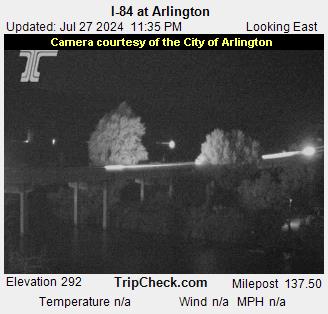 I-84 at Arlington
Updated: Jul 27 2024 11:35 PM Looking East
Camera courtesy of the City of Arlington
Elevation 292 TripCheck.com Milepost 137.50
Temperature n/a Wind n/a MPH n/a